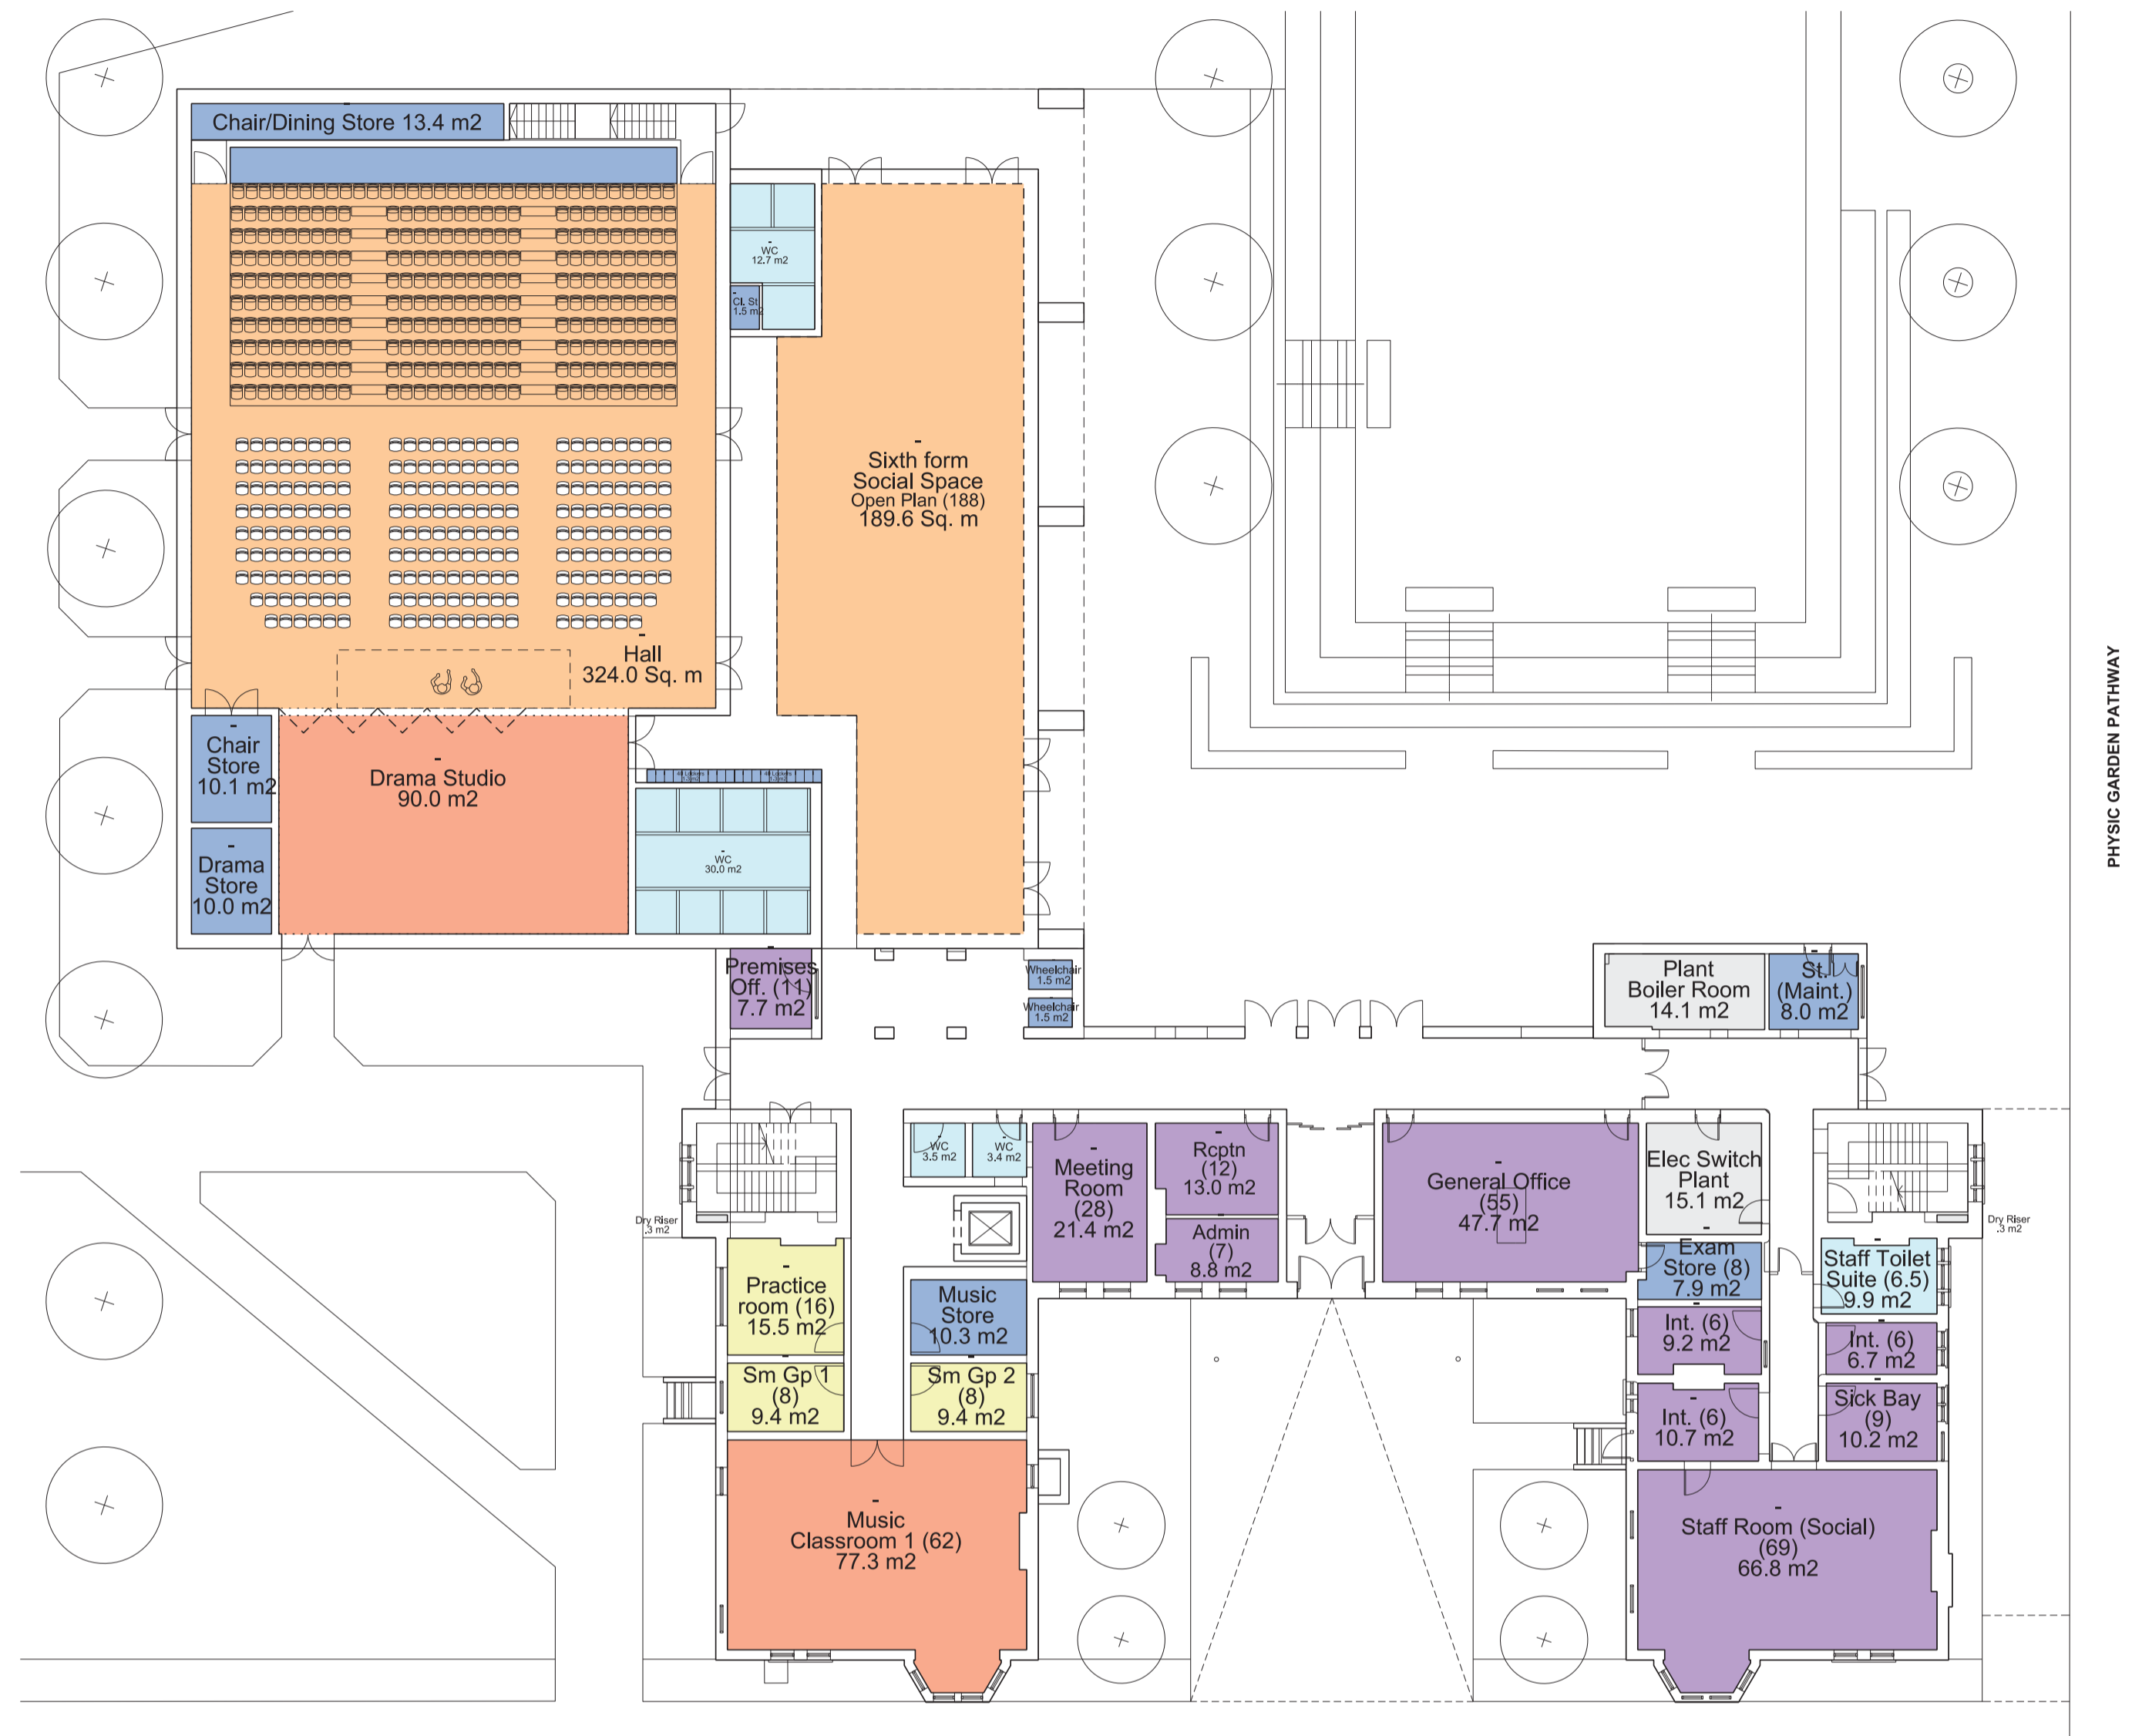 Chair/Dining Store 13.4 m2
WC
12.7 m2
Cl. St
1.5 m2
Sixth form
Social Space
Open Plan (188)
189.6 Sq. m
Hall
324.0 Sq. m
Chair
Store
10.1 m2
Drama Studio
90.0 m2
Drama
Store
10.0 m2
WC
30.0 m2
PHYSIC GARDEN PATHWAY
Premises
Off. (11)
7.7 m2
Wheelchair
1.5 m2
Wheelchair
1.5 m2
Plant
Boiler Room
14.1 m2
St.
(Maint.)
8.0 m2
WC
3.5 m2
WC
3.4 m2
Meeting
Room
(28)
21.4 m2
Rcptn
(12)
13.0 m2
Admin
(7)
8.8 m2
General Office
(55)
47.7 m2
Elec Switch
Plant
15.1 m2
Exam
Store (8)
7.9 m2
Dry Riser
.3 m2
Dry Riser
.3 m2
Staff Toilet
Suite (6.5)
9.9 m2
Practice
room (16)
15.5 m2
Music
Store
10.3 m2
Int. (6)
9.2 m2
Int. (6)
6.7 m2
Sm Gp 1
(8)
9.4 m2
Sm Gp 2
(8)
9.4 m2
Int. (6)
10.7 m2
Sick Bay
(9)
10.2 m2
Music
Classroom 1 (62)
77.3 m2
Staff Room (Social)
(69)
66.8 m2